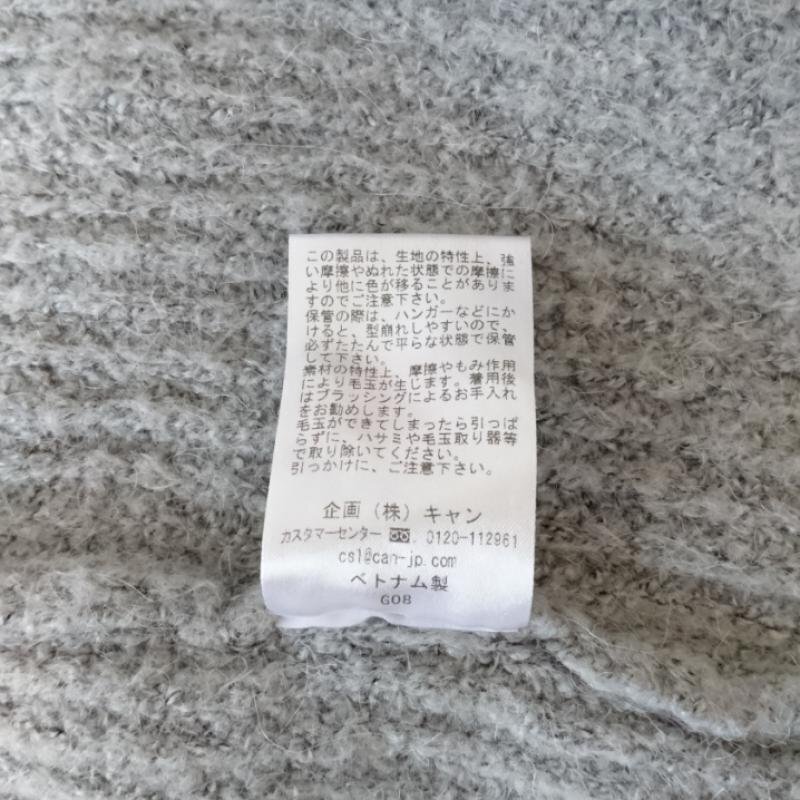 この製品は、生地の特性上、強
い摩擦やぬれた状態での摩擦に
より他に色が移ることがありま
すのでご注意下さい。
保管の際は、ハンガーなどにか
けると、型崩れしやすいので、
必ずたたんで平らな状態で保管
して下さい。
素材の特性上、摩擦やもみ作用
により毛玉が生じます。着用後
はブラッシングによるお手入れ
をお勧めします。
毛玉ができてしまったら引っぱ
らずに、ハサミや毛玉取り器等
で取り除いてください。
引っかけに、ご注意下さい。
企画（株）キャン
カスタマーセンター . 0120-112961
cs1@can-jp.com
ベトナム製
G08